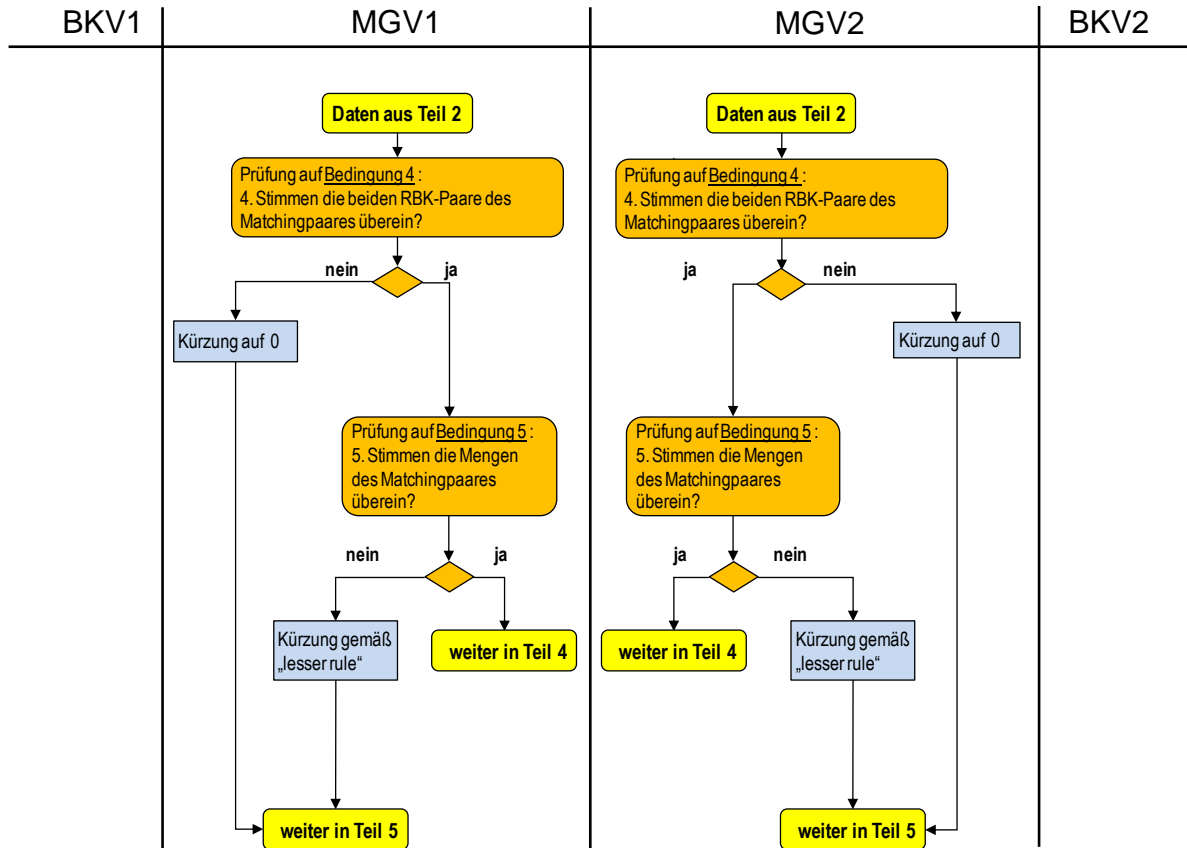 BKV1
MGV1
MGV2
BKV2
Daten aus Teil 2
Prüfung auf Bedingung 4 :
4. Stimmen die beiden RBK-Paare des
Matchingpaares überein?
nein
ja
Kürzung auf 0
Prüfung auf Bedingung 5 :
5. Stimmen die Mengen
des Matchingpaares
überein?
nein
ja
Kürzung gemäß
„lesser rule“
weiter in Teil 4
weiter in Teil 5
Daten aus Teil 2
Prüfung auf Bedingung 4 :
4. Stimmen die beiden RBK-Paare des
Matchingpaares überein?
ja
nein
Kürzung auf 0
Prüfung auf Bedingung 5 :
5. Stimmen die Mengen
des Matchingpaares
überein?
ja
nein
weiter in Teil 4
Kürzung gemäß
„lesser rule“
weiter in Teil 5